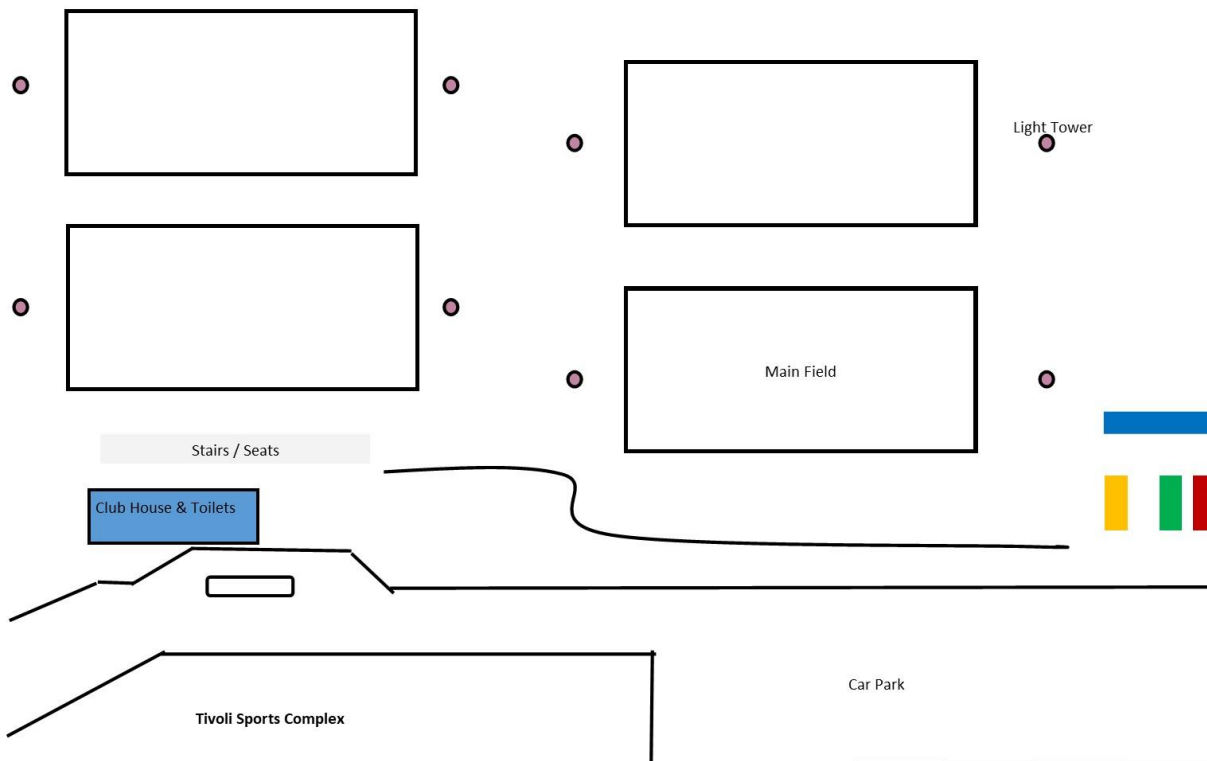 Light Tower
Main Field
Stairs / Seats
Club House & Toilets
Car Park
Tivoli Sports Complex